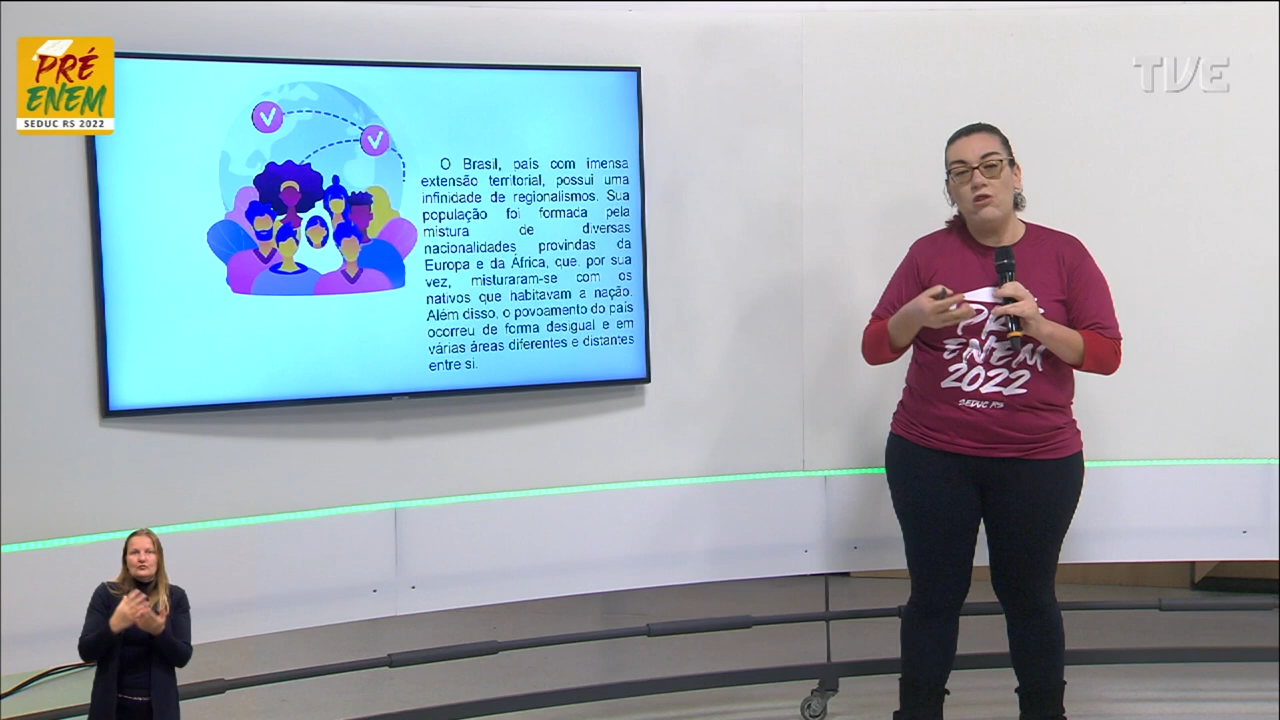 PRÉ
ENEM
SEDUC RS 2022
TVE
O Brasil, país com imensa
extensão territorial, possui uma
infinidade de regionalismos. Sua
população foi formada pela
mistura de diversas
nacionalidades provindas da
Europa e da África, que, por sua
vez, misturaram-se com os
nativos que habitavam a nação.
Além disso, o povoamento do país
ocorreu de forma desigual e em
várias áreas diferentes e distantes
entre si.
PRÉ
ENEM
2022
SEDUC RS